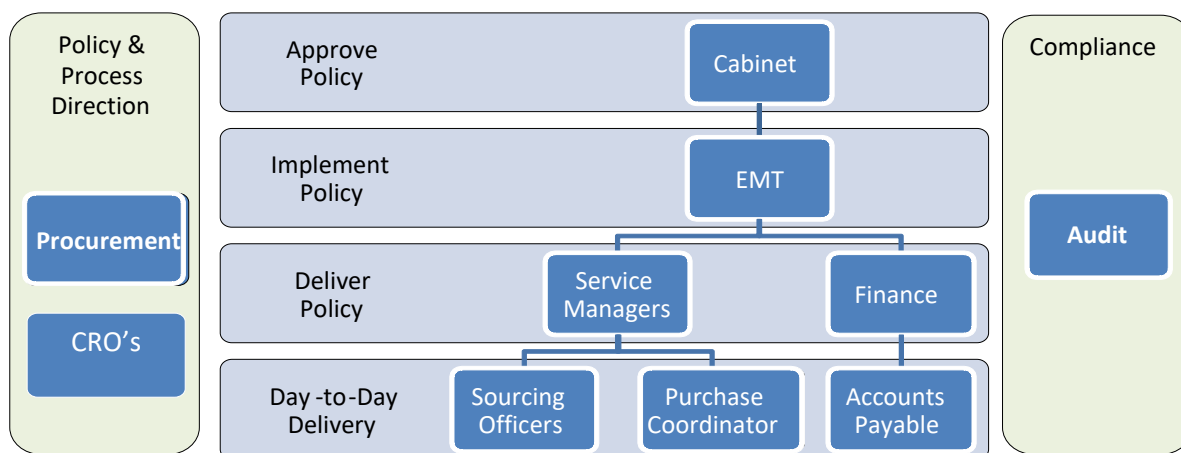 Policy &
Process
Direction
Procurement
CRO's
Approve
Policy
Cabinet
Implement
Policy
EMT
Deliver
Policy
Service
Managers
Finance
Day-to-Day
Delivery
Sourcing
Officers
Purchase
Coordinator
Accounts
Payable
Compliance
Audit